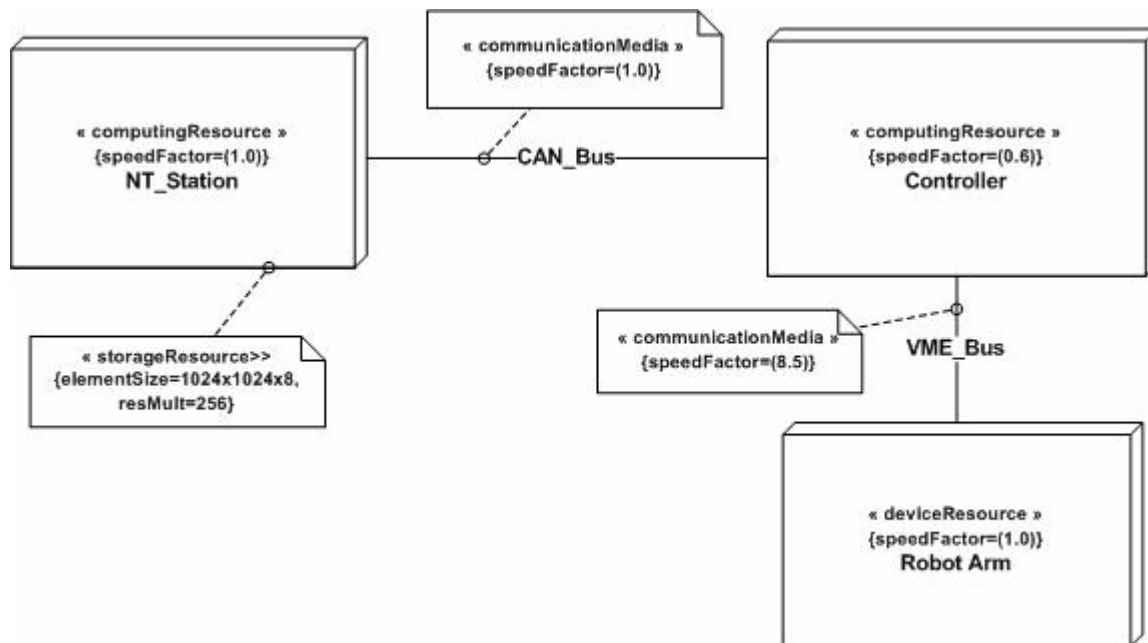 « communicationMedia »
{speedFactor=(1.0)}
« computingResource »
{speedFactor=(1.0)}
NT_Station
CAN_Bus
« computingResource »
{speedFactor=(0.6)}
Controller
« storageResource>>
{elementSize=1024x1024x8,
resMult=256}
« communicationMedia »
{speedFactor=(8.5)}
VME_Bus
« deviceResource »
{speedFactor=(1.0)}
Robot Arm